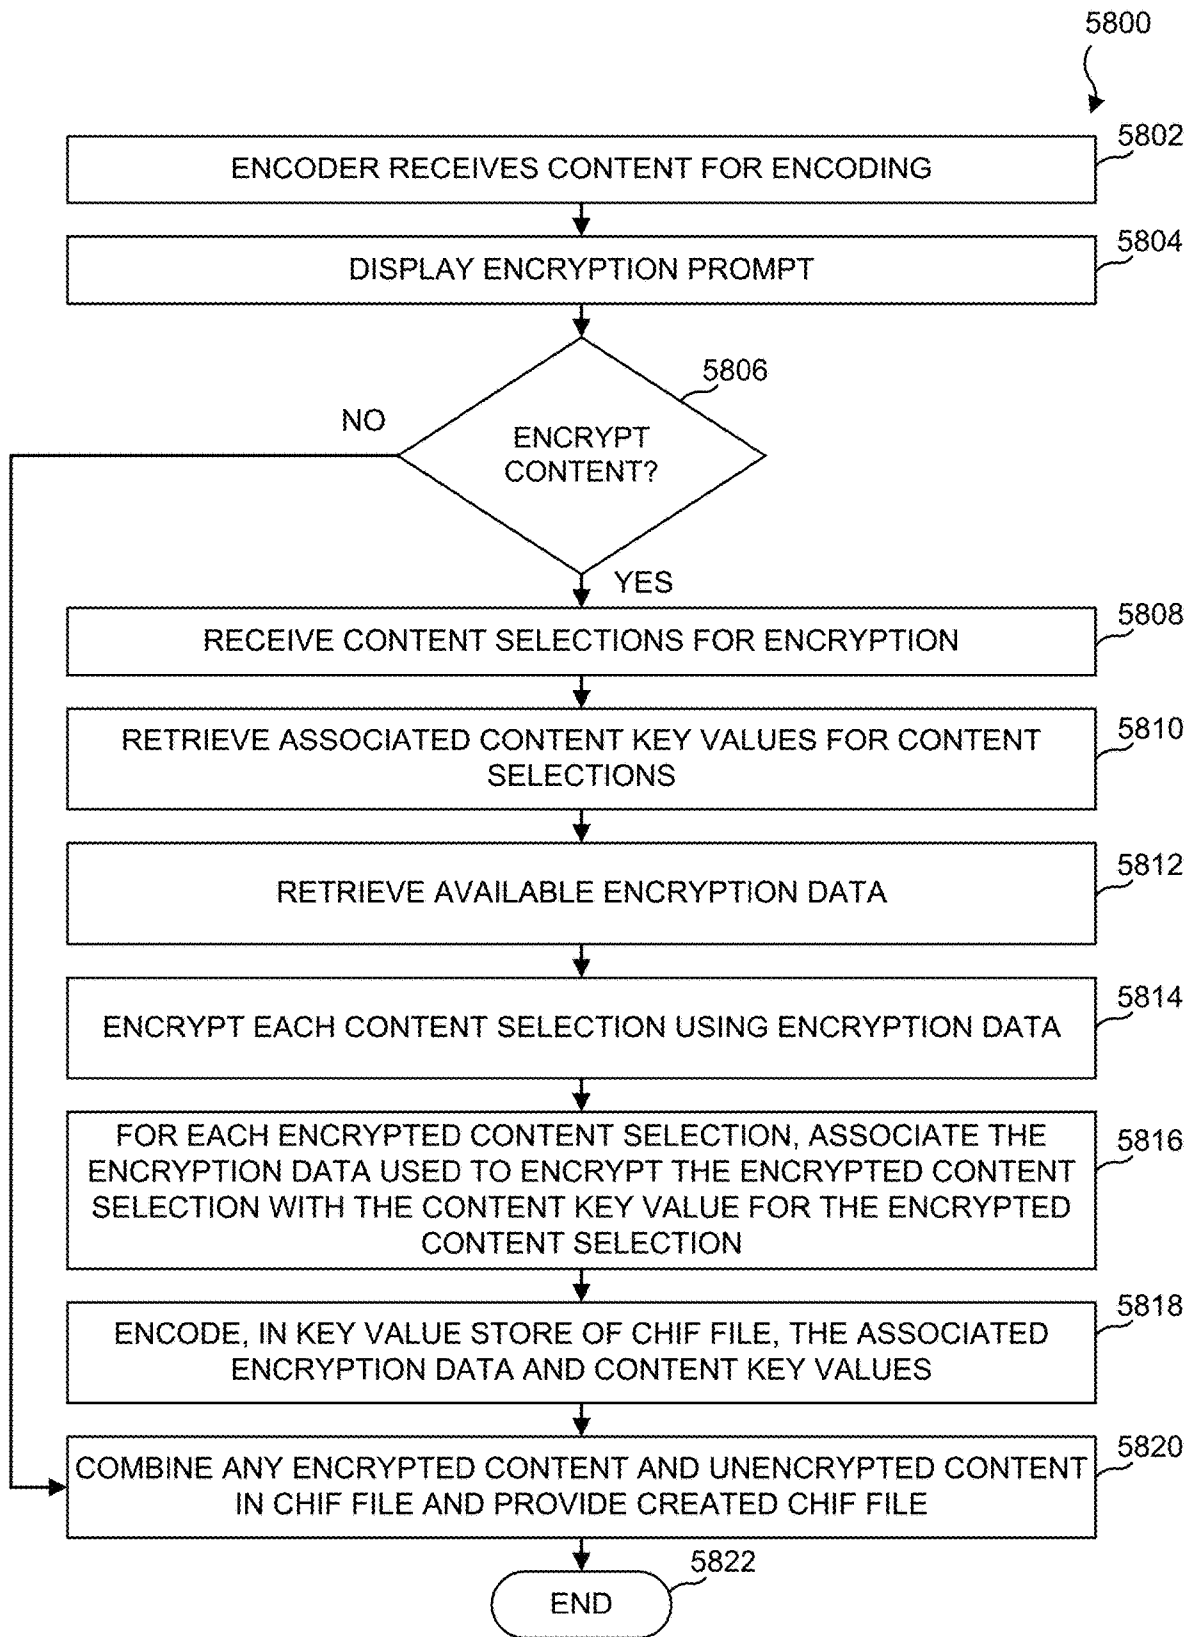 5800
5802
ENCODER RECEIVES CONTENT FOR ENCODING
5804
DISPLAY ENCRYPTION PROMPT
5806
NO
ENCRYPT
CONTENT?
YES
5808
RECEIVE CONTENT SELECTIONS FOR ENCRYPTION
5810
RETRIEVE ASSOCIATED CONTENT KEY VALUES FOR CONTENT
SELECTIONS
5812
RETRIEVE AVAILABLE ENCRYPTION DATA
5814
ENCRYPT EACH CONTENT SELECTION USING ENCRYPTION DATA
5816
FOR EACH ENCRYPTED CONTENT SELECTION, ASSOCIATE THE
ENCRYPTION DATA USED TO ENCRYPT THE ENCRYPTED CONTENT
SELECTION WITH THE CONTENT KEY VALUE FOR THE ENCRYPTED
CONTENT SELECTION
5818
ENCODE, IN KEY VALUE STORE OF CHIF FILE, THE ASSOCIATED
ENCRYPTION DATA AND CONTENT KEY VALUES
5820
COMBINE ANY ENCRYPTED CONTENT AND UNENCRYPTED CONTENT
IN CHIF FILE AND PROVIDE CREATED CHIF FILE
5822
END